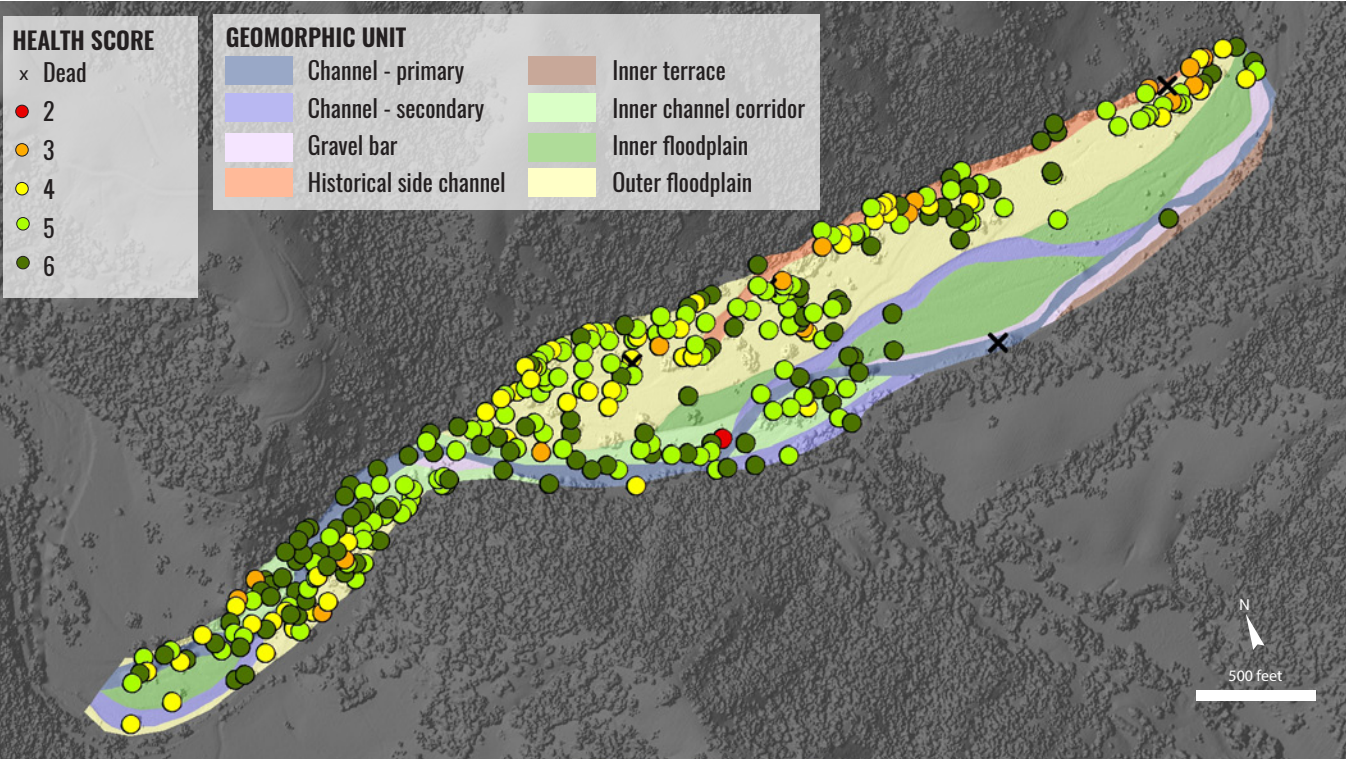 HEALTH SCORE
x Dead
2
3
4
5
6
GEOMORPHIC UNIT
Channel - primary
Channel - secondary
Gravel bar
Historical side channel
Inner terrace
Inner channel corridor
Inner floodplain
Outer floodplain
N
500 feet